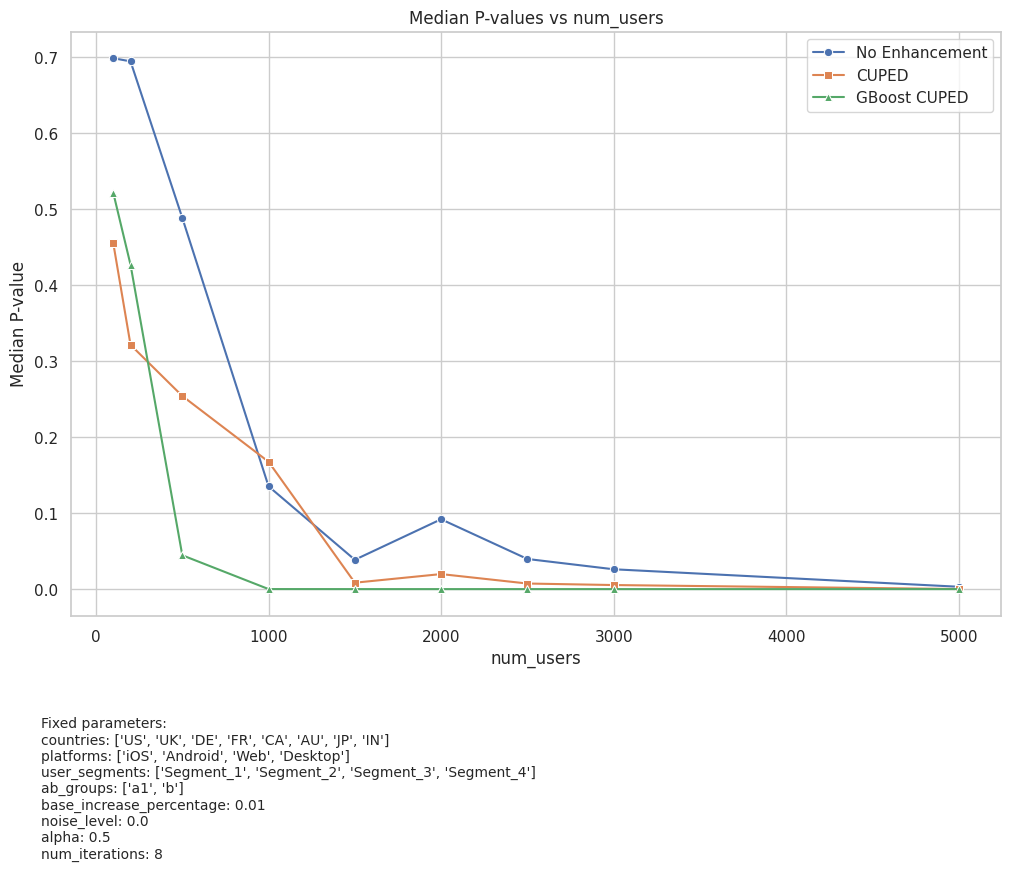 Median P-values vs num_users
No Enhancement
CUPED
GBoost CUPED
Median P-value
0.7
0.6
0.5
0.4
0.3
0.2
0.1
0.0
0
1000
2000
3000
4000
5000
num_users
Fixed parameters:
countries: ['US', 'UK', 'DE', 'FR', 'CA', 'AU', 'JP', 'IN']
platforms: ['iOS', 'Android', 'Web', 'Desktop']
user_segments: ['Segment_1', 'Segment_2', 'Segment_3', 'Segment_4']
ab_groups: ['a1', 'b']
base_increase_percentage: 0.01
noise_level: 0.0
alpha: 0.5
num_iterations: 8